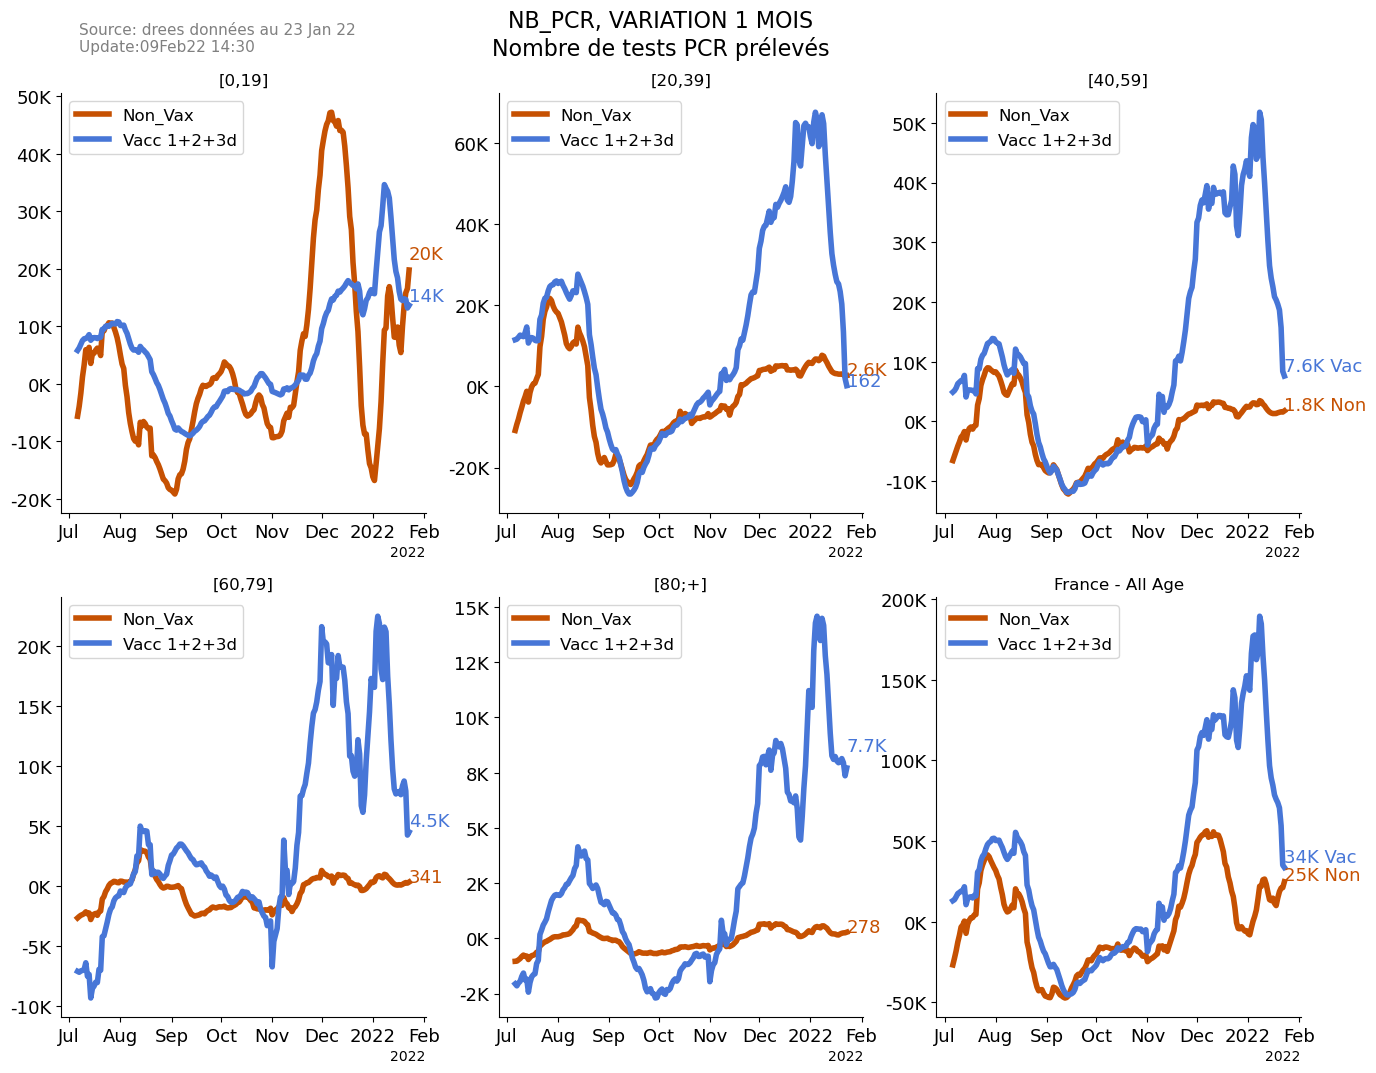 Source: drees données au 23 Jan 22
Update:09Feb22 14:30
NB_PCR, VARIATION 1 MOIS
Nombre de tests PCR prélevés
[0,19]
50K
40K
30K
20K
10K
0K
-10K
-20K
Non_Vax
Vacc 1+2+3d
20K
14K
Jul Aug Sep Oct Nov Dec 2022 Feb
2022
[20,39]
60K
40K
20K
0K
-20K
Non_Vax
Vacc 1+2+3d
2.6K
162
Jul Aug Sep Oct Nov Dec 2022 Feb
2022
[40,59]
50K
40K
30K
20K
10K
0K
-10K
Non_Vax
Vacc 1+2+3d
7.6K Vac
1.8K Non
Jul Aug Sep Oct Nov Dec 2022 Feb
2022
[60,79]
20K
15K
10K
5K
0K
-5K
-10K
Non_Vax
Vacc 1+2+3d
4.5K
341
Jul Aug Sep Oct Nov Dec 2022 Feb
2022
[80;+]
15K
12K
10K
8K
5K
2K
0K
-2K
Non_Vax
Vacc 1+2+3d
7.7K
278
Jul Aug Sep Oct Nov Dec 2022 Feb
2022
France - All Age
200K
150K
100K
50K
0K
-50K
Non_Vax
Vacc 1+2+3d
34K Vac
25K Non
Jul Aug Sep Oct Nov Dec 2022 Feb
2022